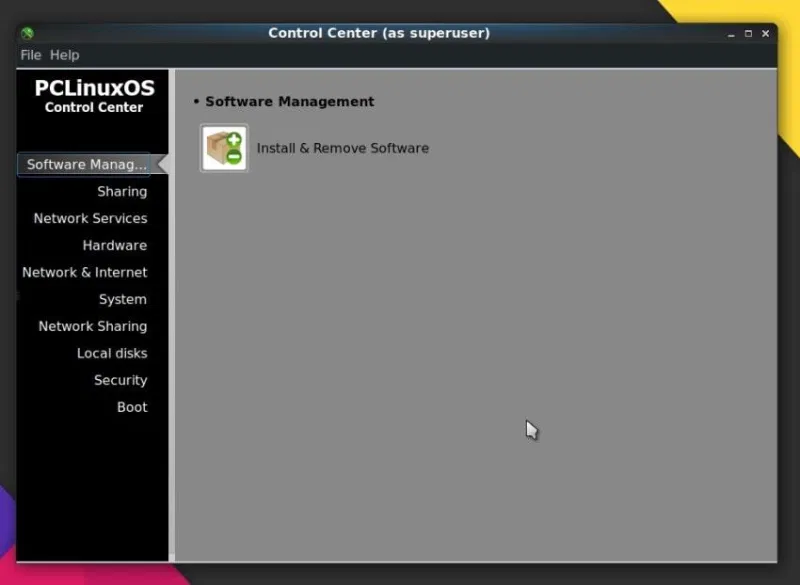 Control Center (as superuser)
File Help
PCLinuxOS
Control Center
Software Manag...
Sharing
Network Services
Hardware
Network & Internet
System
Network Sharing
Local disks
Security
Boot
• Software Management
Install & Remove Software